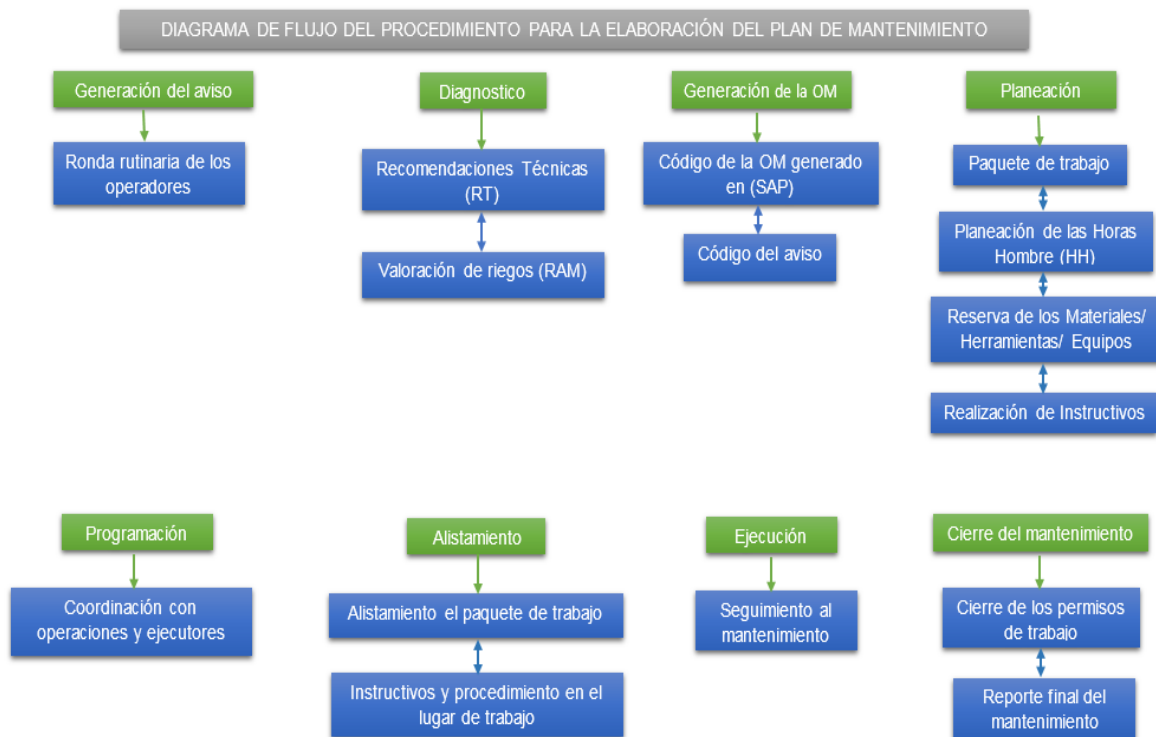 DIAGRAMA DE FLUJO DEL PROCEDIMIENTO PARA LA ELABORACIÓN DEL PLAN DE MANTENIMIENTO
Generación del aviso
Ronda rutinaria de los
operadores
Diagnostico
Recomendaciones Técnicas
(RT)
Valoración de riegos (RAM)
Generación de la OM
Código de la OM generado
en (SAP)
Código del aviso
Planeación
Paquete de trabajo
Planeación de las Horas
Hombre (HH)
Reserva de los Materiales/
Herramientas/ Equipos
Realización de Instructivos
Programación
Coordinación con
operaciones y ejecutores
Alistamiento
Alistamiento el paquete de trabajo
Instructivos y procedimiento en el
lugar de trabajo
Ejecución
Seguimiento al
mantenimiento
Cierre del mantenimiento
Cierre de los permisos
de trabajo
Reporte final del
mantenimiento